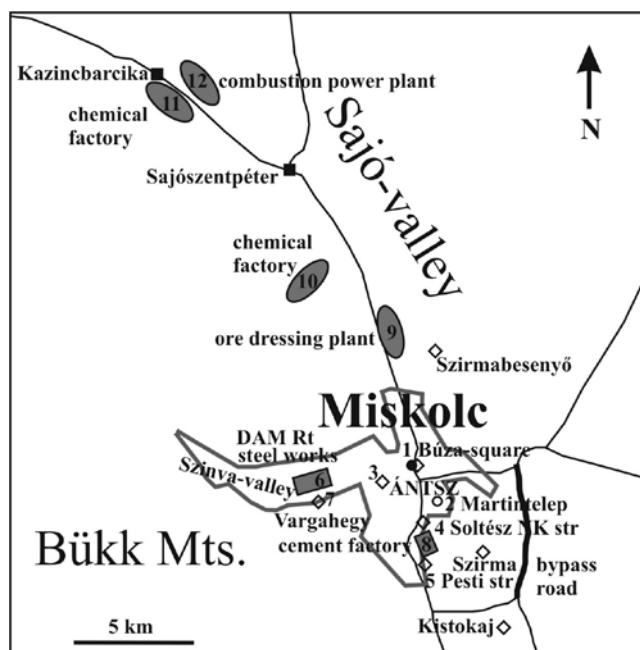 Kazincbarcika
12
combustion power plant
11
chemical
factory
N
Sajó-valley
Sajószentpéter
chemical
factory
10
9
ore dressing plant
Szirmabesenyő
Miskolc
DAM Rt
steel works
1 Búza-square
Szinva-valley
6
3
ÁNTSZ
7
2 Martintelep
Vargahegy
4 Soltész NK str
cement factory
8
Szirma
bypass
road
Bükk Mts.
5 Pesti str
5 km
Kistokaj